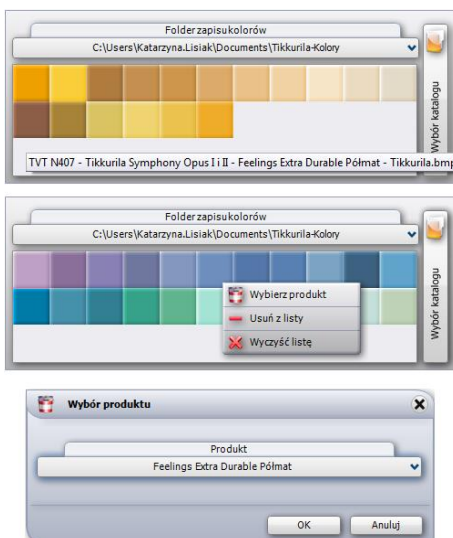 Folder zapisu kolorów
C:\Users\Katarzyna.Lisiak\Documents\Tikkurila-Kolory
Wybór katalogu
TVT N407 - Tikkurila Symphony Opus I i II - Feelings Extra Durable Półmat - Tikkurila.bmp
Folder zapisu kolorów
C:\Users\Katarzyna.Lisiak\Documents\Tikkurila-Kolory
Wybór katalogu
Wybierz produkt
Usuń z listy
Wyczyść listę
Wybór produktu
Produkt
Feelings Extra Durable Półmat
OK
Anuluj